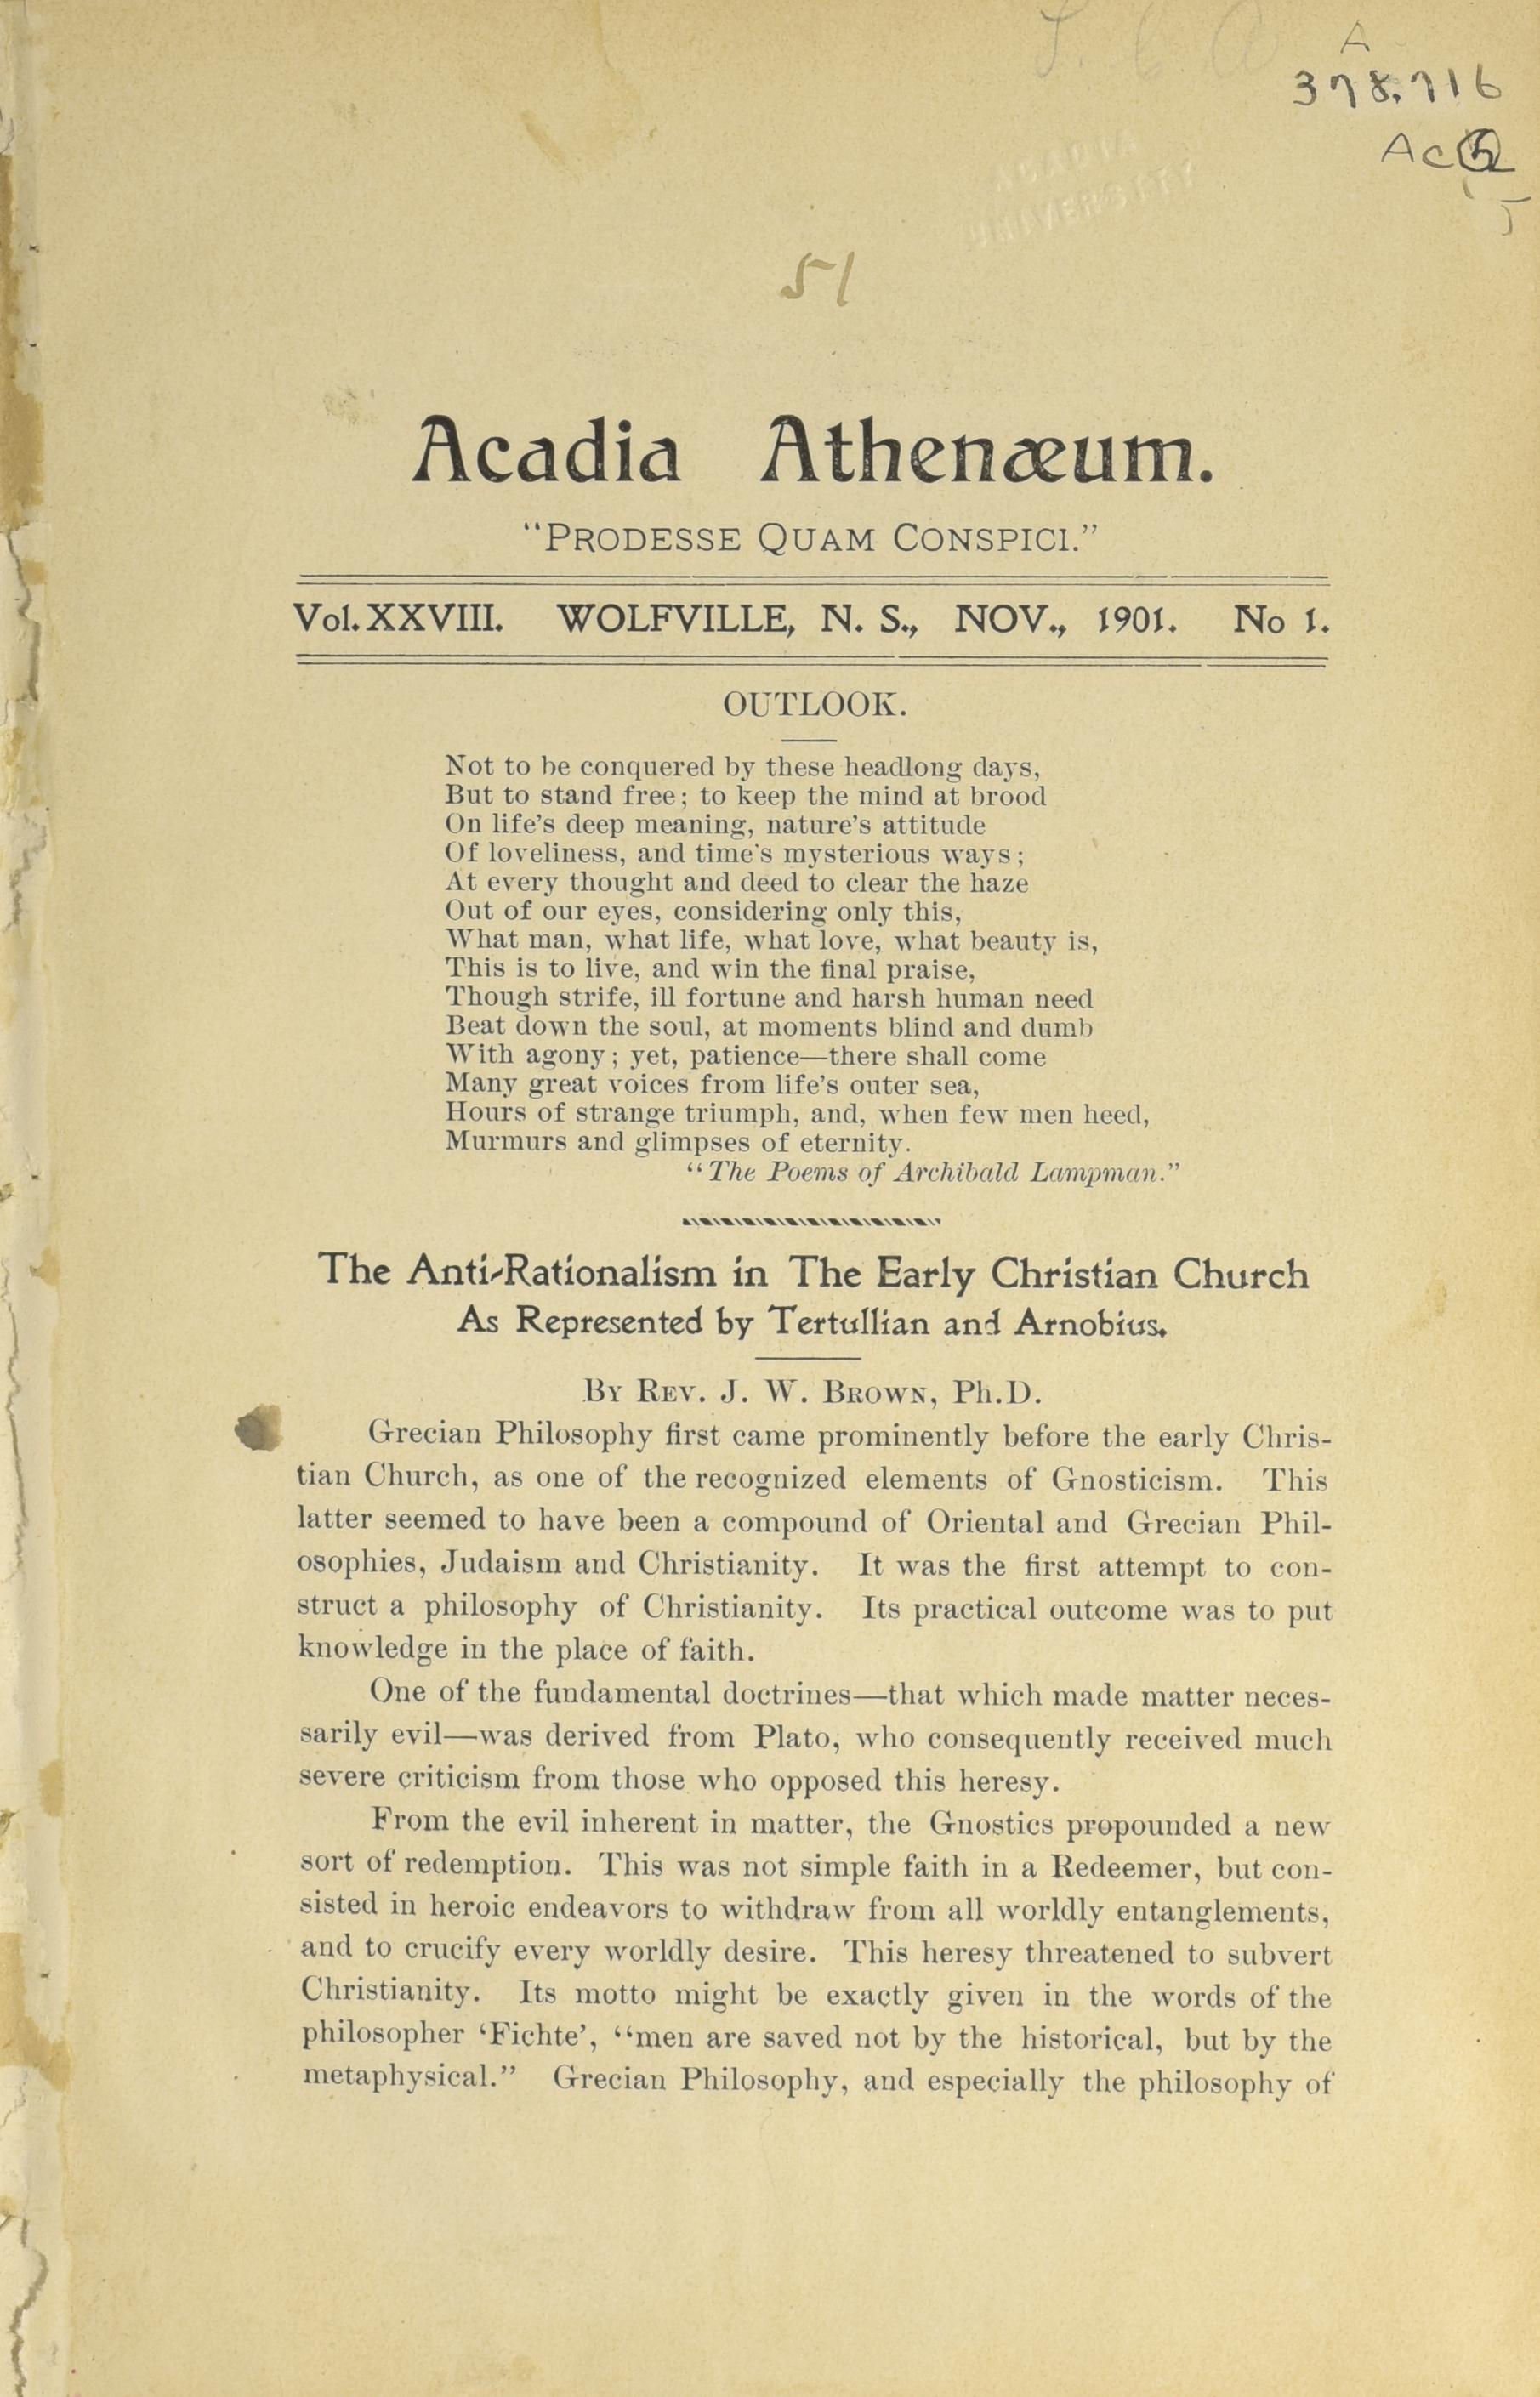 A
378.716
Ac
ACADIA
UNIVERSITY
51
Acadia Athenæum.
"PRODESSE QUAM CONSPICI."
Vol. XXVIII. WOLFVILLE, N. S., NOV., 1901. No 1.
OUTLOOK.
Not to be conquered by these headlong days,
But to stand free; to keep the mind at brood
On life's deep meaning, nature's attitude
Of loveliness, and time's mysterious ways;
At every thought and deed to clear the haze
Out of our eyes, considering only this,
What man, what life, what love, what beauty is,
This is to live, and win the final praise,
Though strife, ill fortune and harsh human need
Beat down the soul, at moments blind and dumb
With agony; yet, patience—there shall come
Many great voices from life's outer sea,
Hours of strange triumph, and, when few men heed,
Murmurs and glimpses of eternity.
"The Poems of Archibald Lampman."
The Anti-Rationalism in The Early Christian Church
As Represented by Tertullian and Arnobius.
BY REV. J. W. BROWN, Ph.D.
Grecian Philosophy first came prominently before the early Chris-
tian Church, as one of the recognized elements of Gnosticism. This
latter seemed to have been a compound of Oriental and Grecian Phil-
osophies, Judaism and Christianity. It was the first attempt to con-
struct a philosophy of Christianity. Its practical outcome was to put
knowledge in the place of faith.
One of the fundamental doctrines—that which made matter neces-
sarily evil—was derived from Plato, who consequently received much
severe criticism from those who opposed this heresy.
From the evil inherent in matter, the Gnostics propounded a new
sort of redemption. This was not simple faith in a Redeemer, but con-
sisted in heroic endeavors to withdraw from all worldly entanglements,
and to crucify every worldly desire. This heresy threatened to subvert
Christianity. Its motto might be exactly given in the words of the
philosopher 'Fichte', "men are saved not by the historical, but by the
metaphysical." Grecian Philosophy, and especially the philosophy of